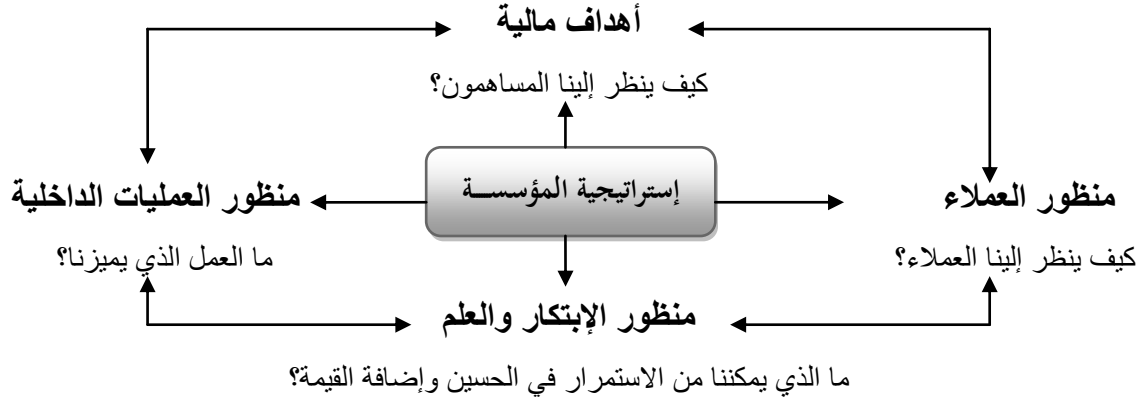 أهداف مالية
كيف ينظر إلينا المساهمون؟
إستراتيجية المؤسسة
منظور العملاء
كيف ينظر إلينا العملاء؟
منظور العمليات الداخلية
ما العمل الذي يميزنا؟
منظور الإبتكار والعلم
ما الذي يمكننا من الاستمرار في الحسين وإضافة القيمة؟